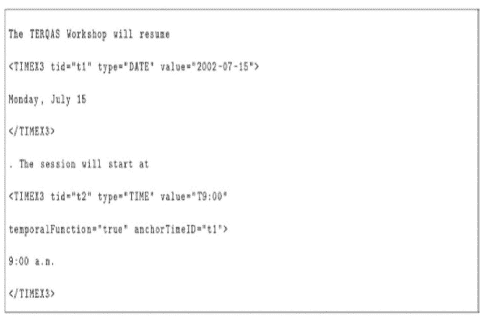 The TERQAS Workshop will resume
<TIMEX3 tid="t1" type="DATE" value="2002-07-15">
Monday, July 15
</TIMEX3>
. The session will start at
<TIMEX3 tid="t2" type="TIME" value="T9:00"
temporalFunction="true" anchorTimeID="t1">
9:00 a.m.
</TIMEX3>